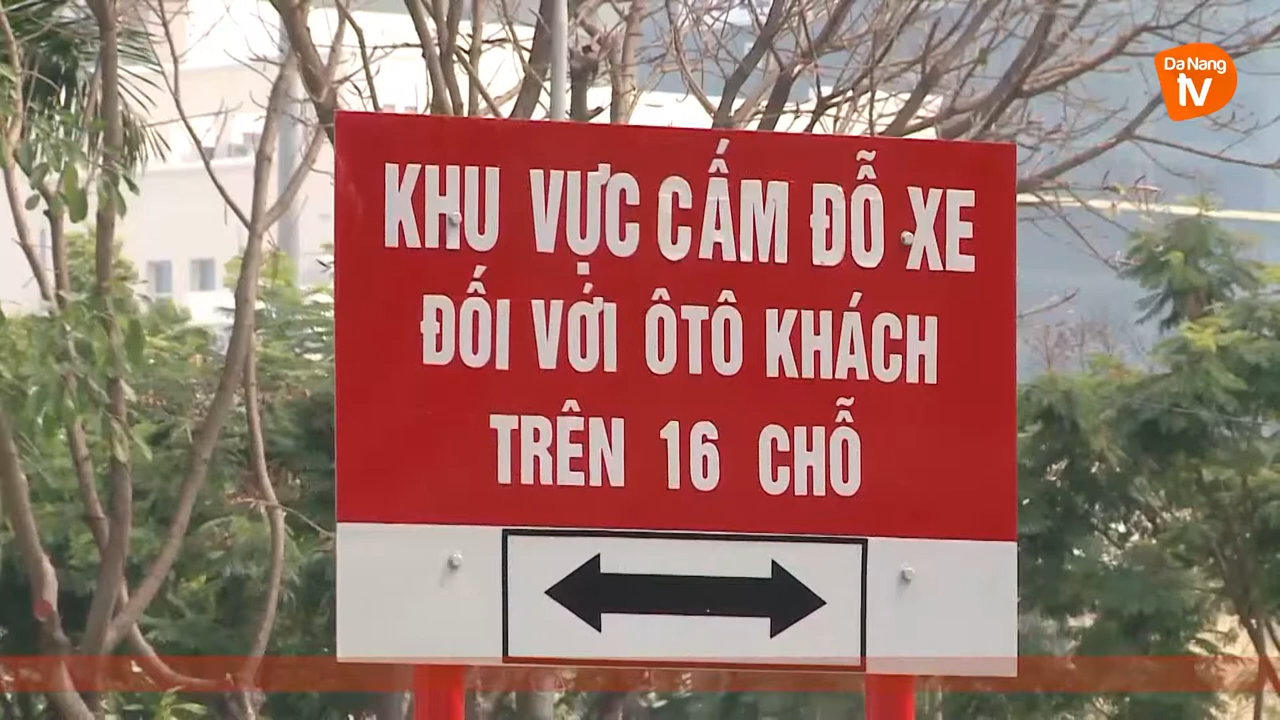 Da Nang
tv
KHU VỰC CẤM ĐỖ XE
ĐỐI VỚI ÔTÔ KHÁCH
TRÊN 16 CHỖ